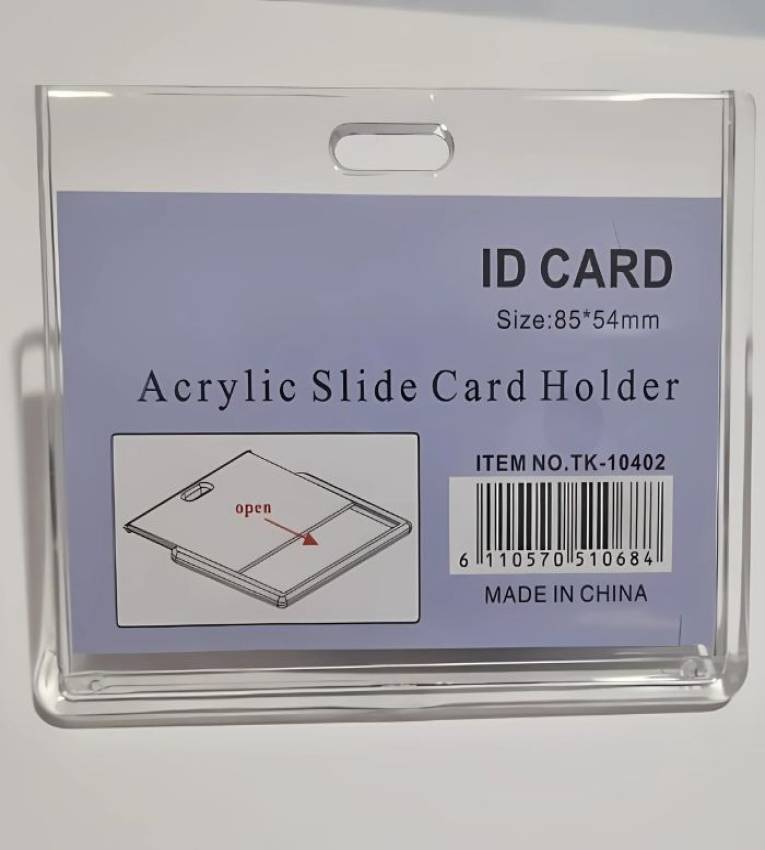 ID CARD
Size:85*54mm
Acrylic Slide Card Holder
open
ITEM NO.TK-10402
6 110570 510684
MADE IN CHINA